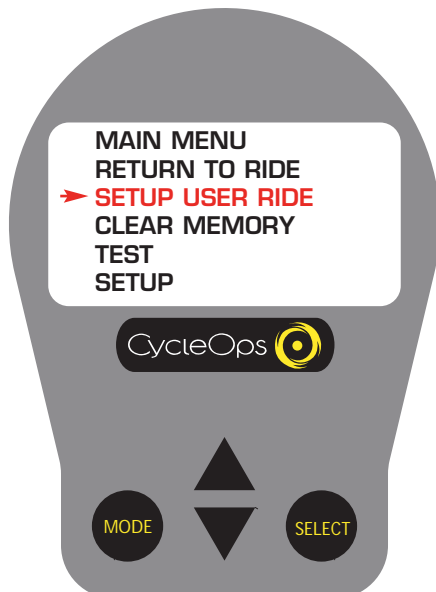 MAIN MENU
RETURN TO RIDE
SETUP USER RIDE
CLEAR MEMORY
TEST
SETUP
CycleOps
MODE
SELECT